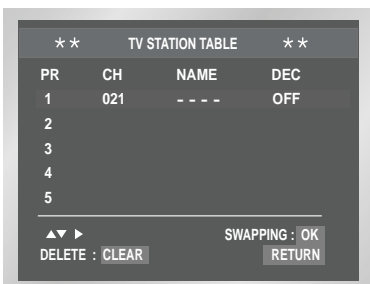 ** TV STATION TABLE **
PR CH NAME DEC
1 021 ---- OFF
2
3
4
5
▲▼ ▶ SWAPPING : OK
DELETE : CLEAR RETURN